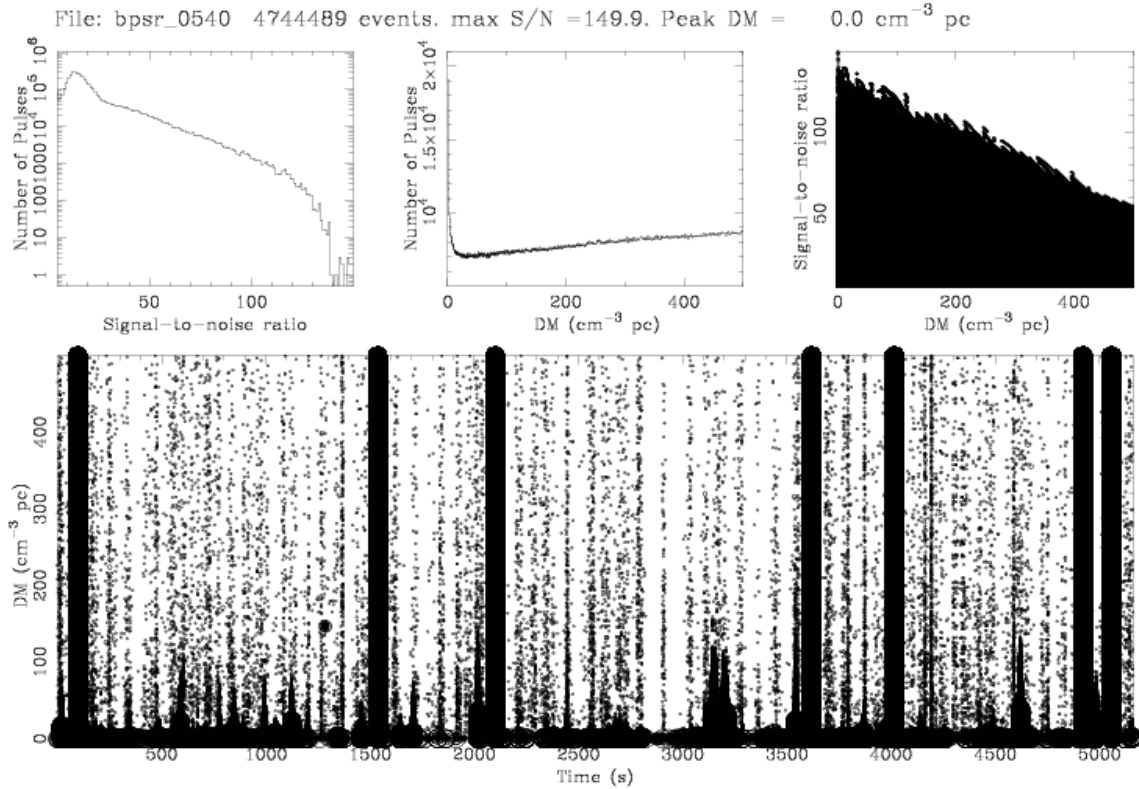 File: bpsr_0540 4744489 events. max S/N =149.9. Peak DM = 0.0 cm⁻³ pc
Number of Pulses
1 10 100 1000 10⁴ 10⁵ 10⁶
50 100
Signal-to-noise ratio
Number of Pulses
10⁴ 1.5×10⁴ 2×10⁴
0 200 400
DM (cm⁻³ pc)
Signal-to-noise ratio
50 100
0 200 400
DM (cm⁻³ pc)
DM (cm⁻³ pc)
0 100 200 300 400
500 1000 1500 2000 2500 3000 3500 4000 4500 5000
Time (s)